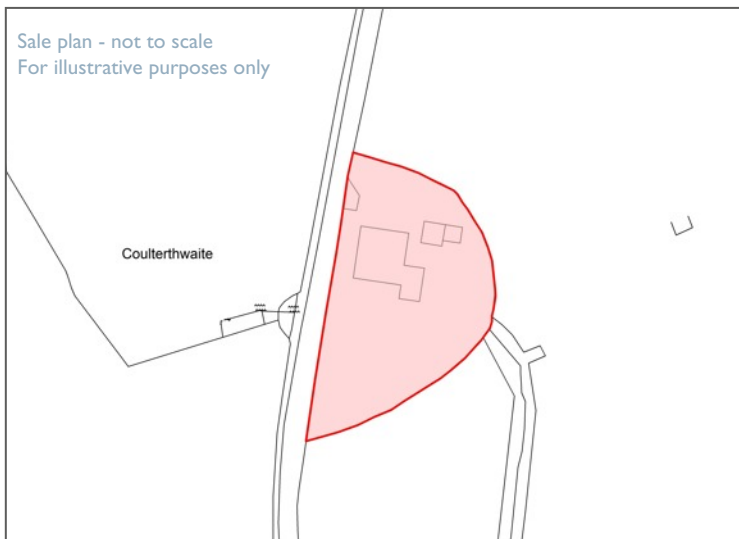 Sale plan - not to scale
For illustrative purposes only
Coulterthwaite